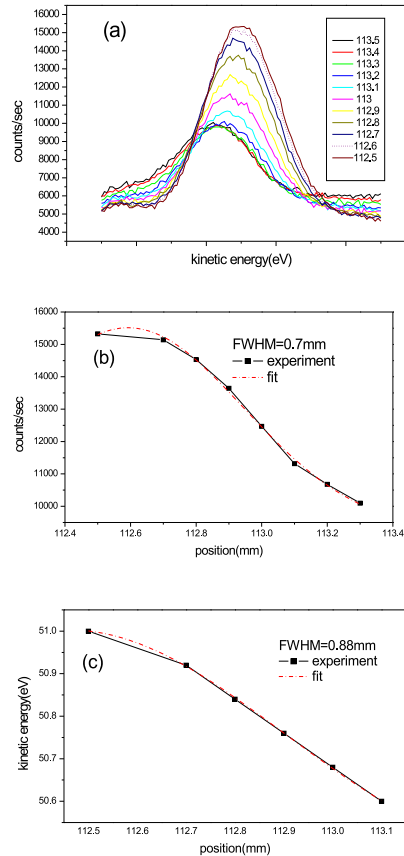 (a)
counts/sec
16000
15000
14000
13000
12000
11000
10000
9000
8000
7000
6000
5000
4000
113.5
113.4
113.3
113.2
113.1
113
112.9
112.8
112.7
112.6
112.5
kinetic energy(eV)
(b)
counts/sec
16000
15000
14000
13000
12000
11000
10000
FWHM=0.7mm
experiment
fit
112.4 112.6 112.8 113.0 113.2 113.4
position(mm)
(c)
kinetic energy(eV)
51.0
50.9
50.8
50.7
50.6
FWHM=0.88mm
experiment
fit
112.5 112.6 112.7 112.8 112.9 113.0 113.1
position(mm)